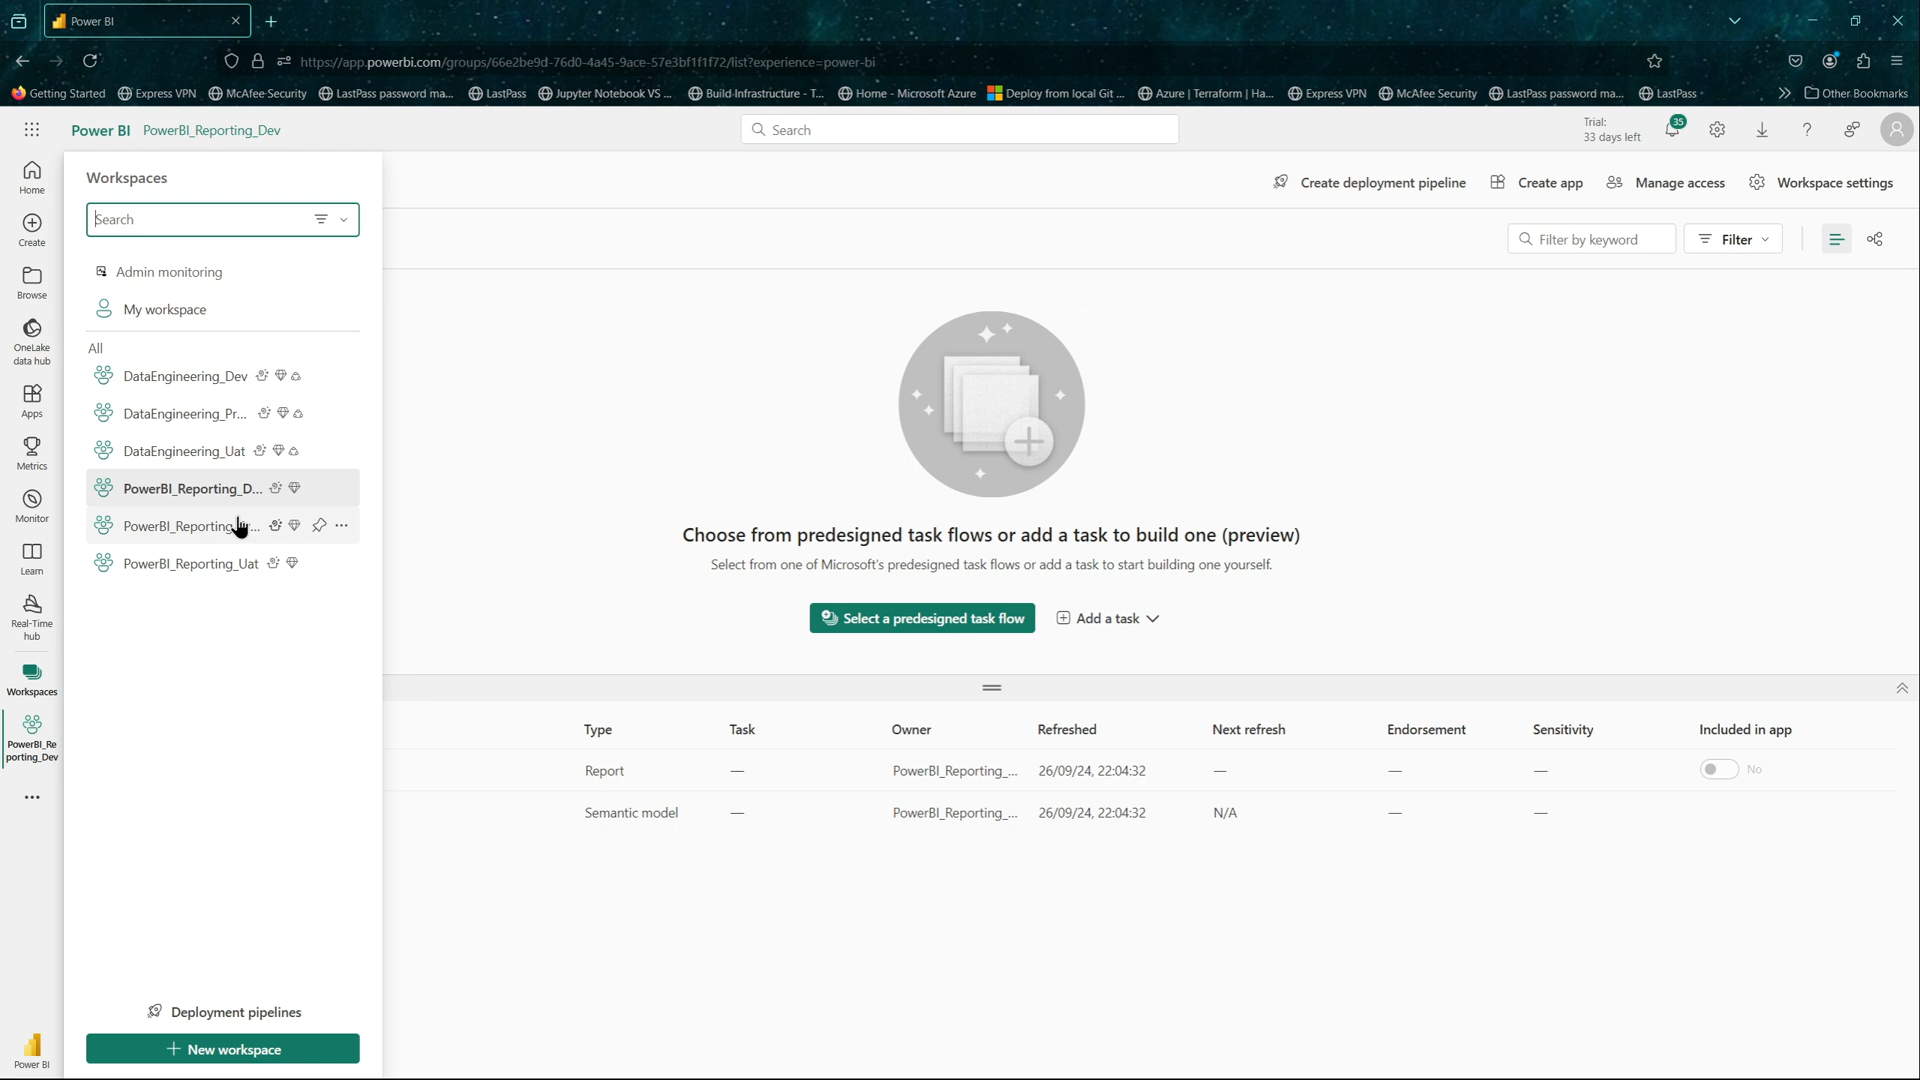 Power BI
https://app.powerbi.com/groups/66e2be9d-76d0-4a45-9ace-57e3bf1f1f72/list?experience=power-bi
Getting Started Express VPN McAfee Security LastPass password ma... LastPass Jupyter Notebook VS ... Build-Infrastructure - T... Home - Microsoft Azure Deploy from local Git ... Azure | Terraform | Ha... Express VPN McAfee Security LastPass password ma... LastPass Other Bookmarks
Power BI PowerBI_Reporting_Dev Search
Trial:
33 days left
35
Home
Create
Browse
OneLake
data hub
Apps
Metrics
Monitor
Learn
Real-Time
hub
Workspaces
PowerBI_Re
porting_Dev
Power BI
Workspaces
Search
Admin monitoring
My workspace
All
DataEngineering_Dev
DataEngineering_Pr...
DataEngineering_Uat
PowerBI_Reporting_D...
PowerBI_Reporting
PowerBI_Reporting_Uat
Deployment pipelines
New workspace
Create deployment pipeline Create app Manage access Workspace settings
Filter by keyword Filter
Choose from predesigned task flows or add a task to build one (preview)
Select from one of Microsoft's predesigned task flows or add a task to start building one yourself.
Select a predesigned task flow Add a task
Type Task Owner Refreshed Next refresh Endorsement Sensitivity Included in app
Report — PowerBI_Reporting_... 26/09/24, 22:04:32 — — — No
Semantic model — PowerBI_Reporting_... 26/09/24, 22:04:32 N/A — —